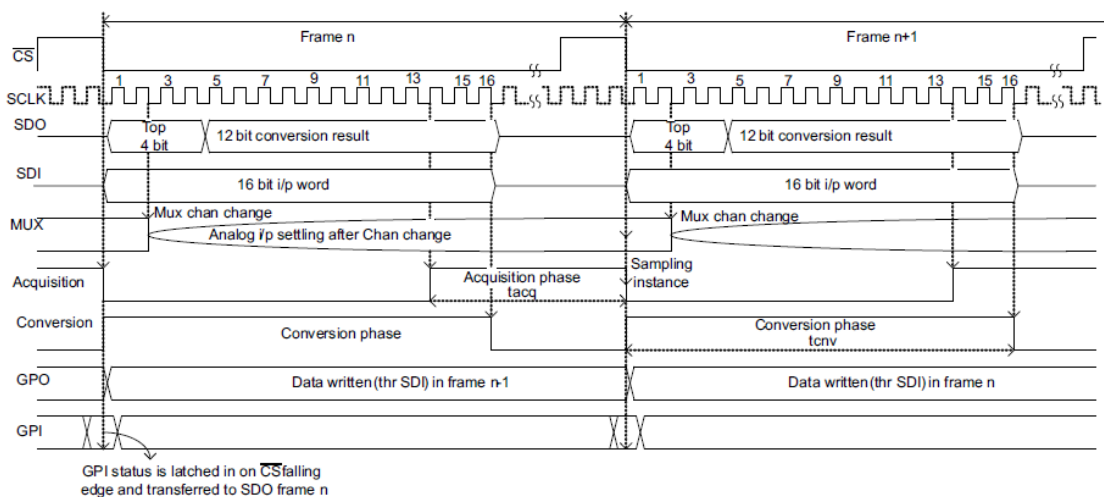 Frame n
Frame n+1
CS
1 3 5 7 9 11 13 15 16 1 3 5 7 9 11 13 16
SCLK
SDO
Top
4 bit
12 bit conversion result
Top
4 bit
12 bit conversion result
SDI
16 bit i/p word
16 bit i/p word
MUX
Mux chan change
Mux chan change
Analog i/p settling after Chan change
Acquisition
Acquisition phase
tacq
Sampling
instance
Conversion
Conversion phase
Conversion phase
tcnv
GPO
Data written (thr SDI) in frame n-1
Data written (thr SDI) in frame n
GPI
GPI status is latched in on CS falling
edge and transferred to SDO frame n